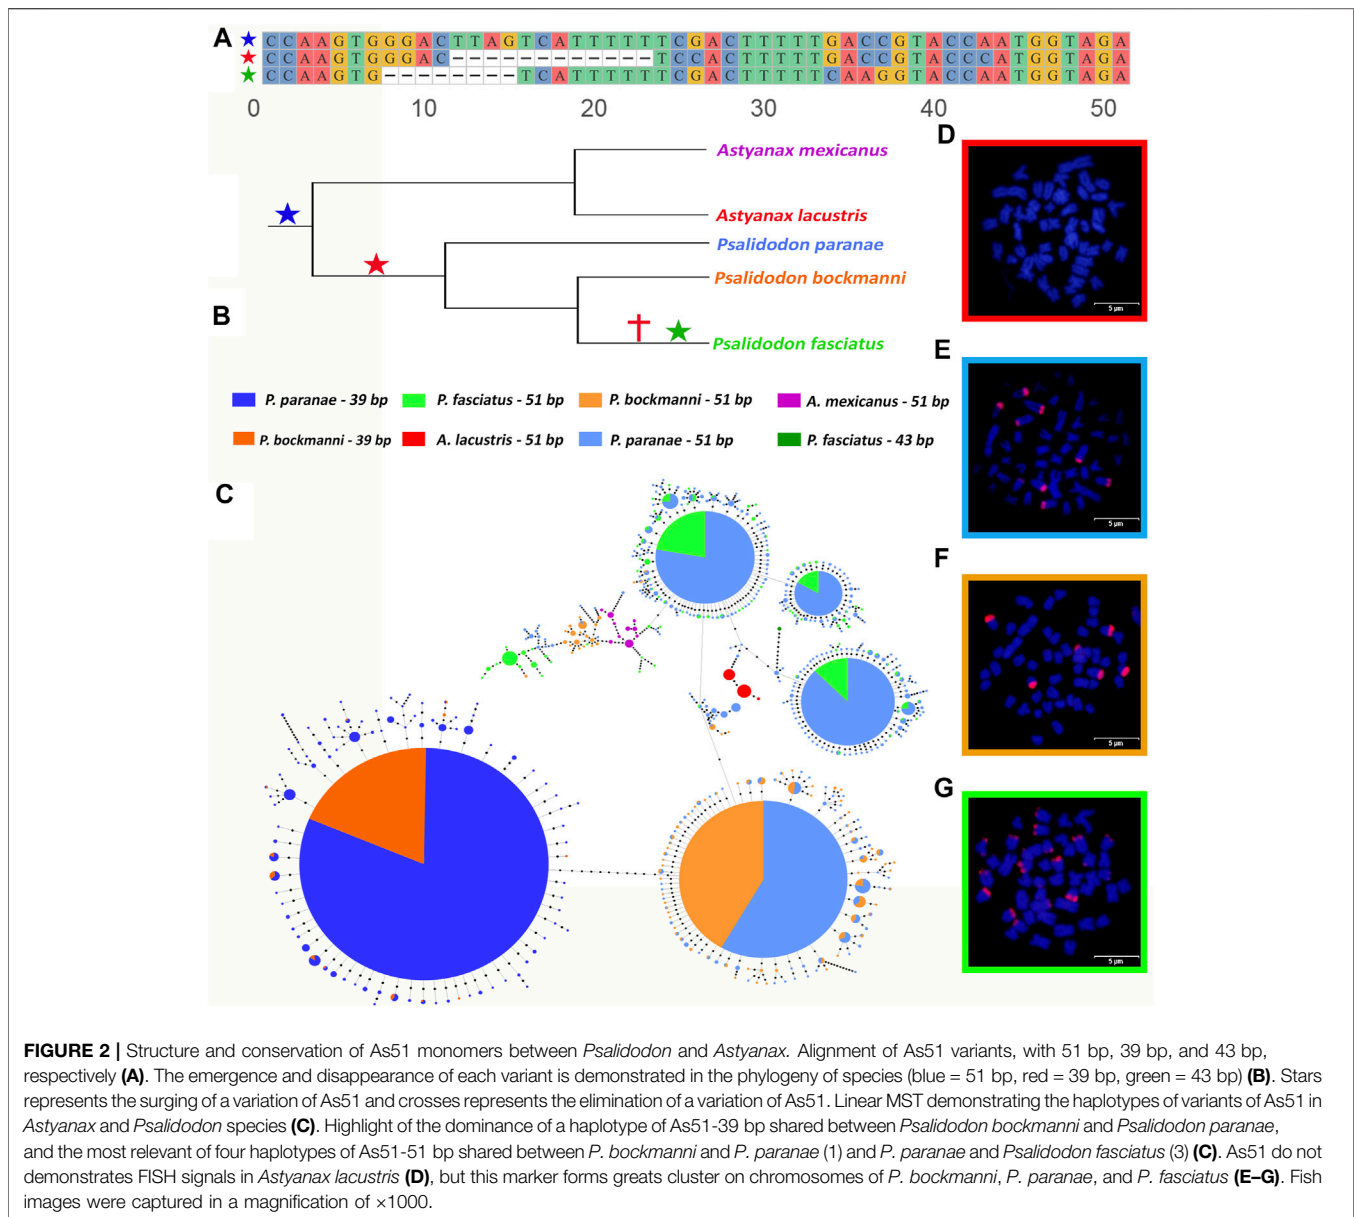 A
★ C C A A G T G G G A C T T A G T C A T T T T T T C G A C T T T T T G A C C G T A C C A A T G G T A G A
★ C C A A G T G G G A C - - - - - - - - - - - - T C C A C T T T T T G A C C G T A C C C A T G G T A G A
★ C C A A G T G - - - - - - - - T C A T T T T T T C G A C T T T T T C A A G G T A C C A A T G G T A G A
0 10 20 30 40 50
B
Astyanax mexicanus
Astyanax lacustris
Psalidodon paranae
Psalidodon bockmanni
Psalidodon fasciatus
P. paranae - 39 bp
P. fasciatus - 51 bp
P. bockmanni - 51 bp
A. mexicanus - 51 bp
P. bockmanni - 39 bp
A. lacustris - 51 bp
P. paranae - 51 bp
P. fasciatus - 43 bp
C
D
5 µm
E
5 µm
F
5 µm
G
5 µm
FIGURE 2 | Structure and conservation of As51 monomers between Psalidodon and Astyanax. Alignment of As51 variants, with 51 bp, 39 bp, and 43 bp,
respectively (A). The emergence and disappearance of each variant is demonstrated in the phylogeny of species (blue = 51 bp, red = 39 bp, green = 43 bp) (B). Stars
represents the surging of a variation of As51 and crosses represents the elimination of a variation of As51. Linear MST demonstrating the haplotypes of variants of As51 in
Astyanax and Psalidodon species (C). Highlight of the dominance of a haplotype of As51-39 bp shared between Psalidodon bockmanni and Psalidodon paranae,
and the most relevant of four haplotypes of As51-51 bp shared between P. bockmanni and P. paranae (1) and P. paranae and Psalidodon fasciatus (3) (C). As51 do not
demonstrates FISH signals in Astyanax lacustris (D), but this marker forms greats cluster on chromosomes of P. bockmanni, P. paranae, and P. fasciatus (E–G). Fish
images were captured in a magnification of ×1000.